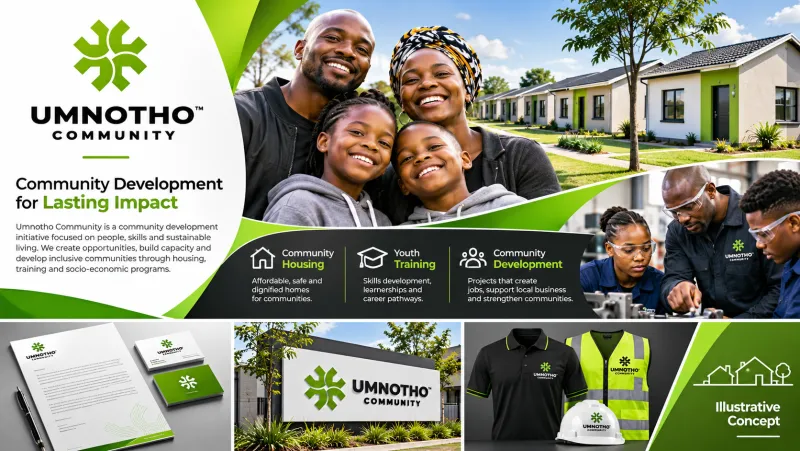 UMNOTHO™
COMMUNITY
Community Development
for Lasting Impact
Umnotho Community is a community development
initiative focused on people, skills and sustainable
living. We create opportunities, build capacity and
develop inclusive communities through housing,
training and socio-economic programs.
Community
Housing
Affordable, safe and
dignified homes
for communities.
Youth
Training
Skills development,
learnerships and
career pathways.
Community
Development
Projects that create
jobs, support local business
and strengthen communities.
UMNOTHO
COMMUNITY
UMNOTHO
COMMUNITY
UMNOTHO
COMMUNITY
UMNOTHO™
COMMUNITY
UMNOTHO
COMMUNITY
UMNOTHO
COMMUNITY
UMNOTHO
COMMUNITY
Illustrative
Concept